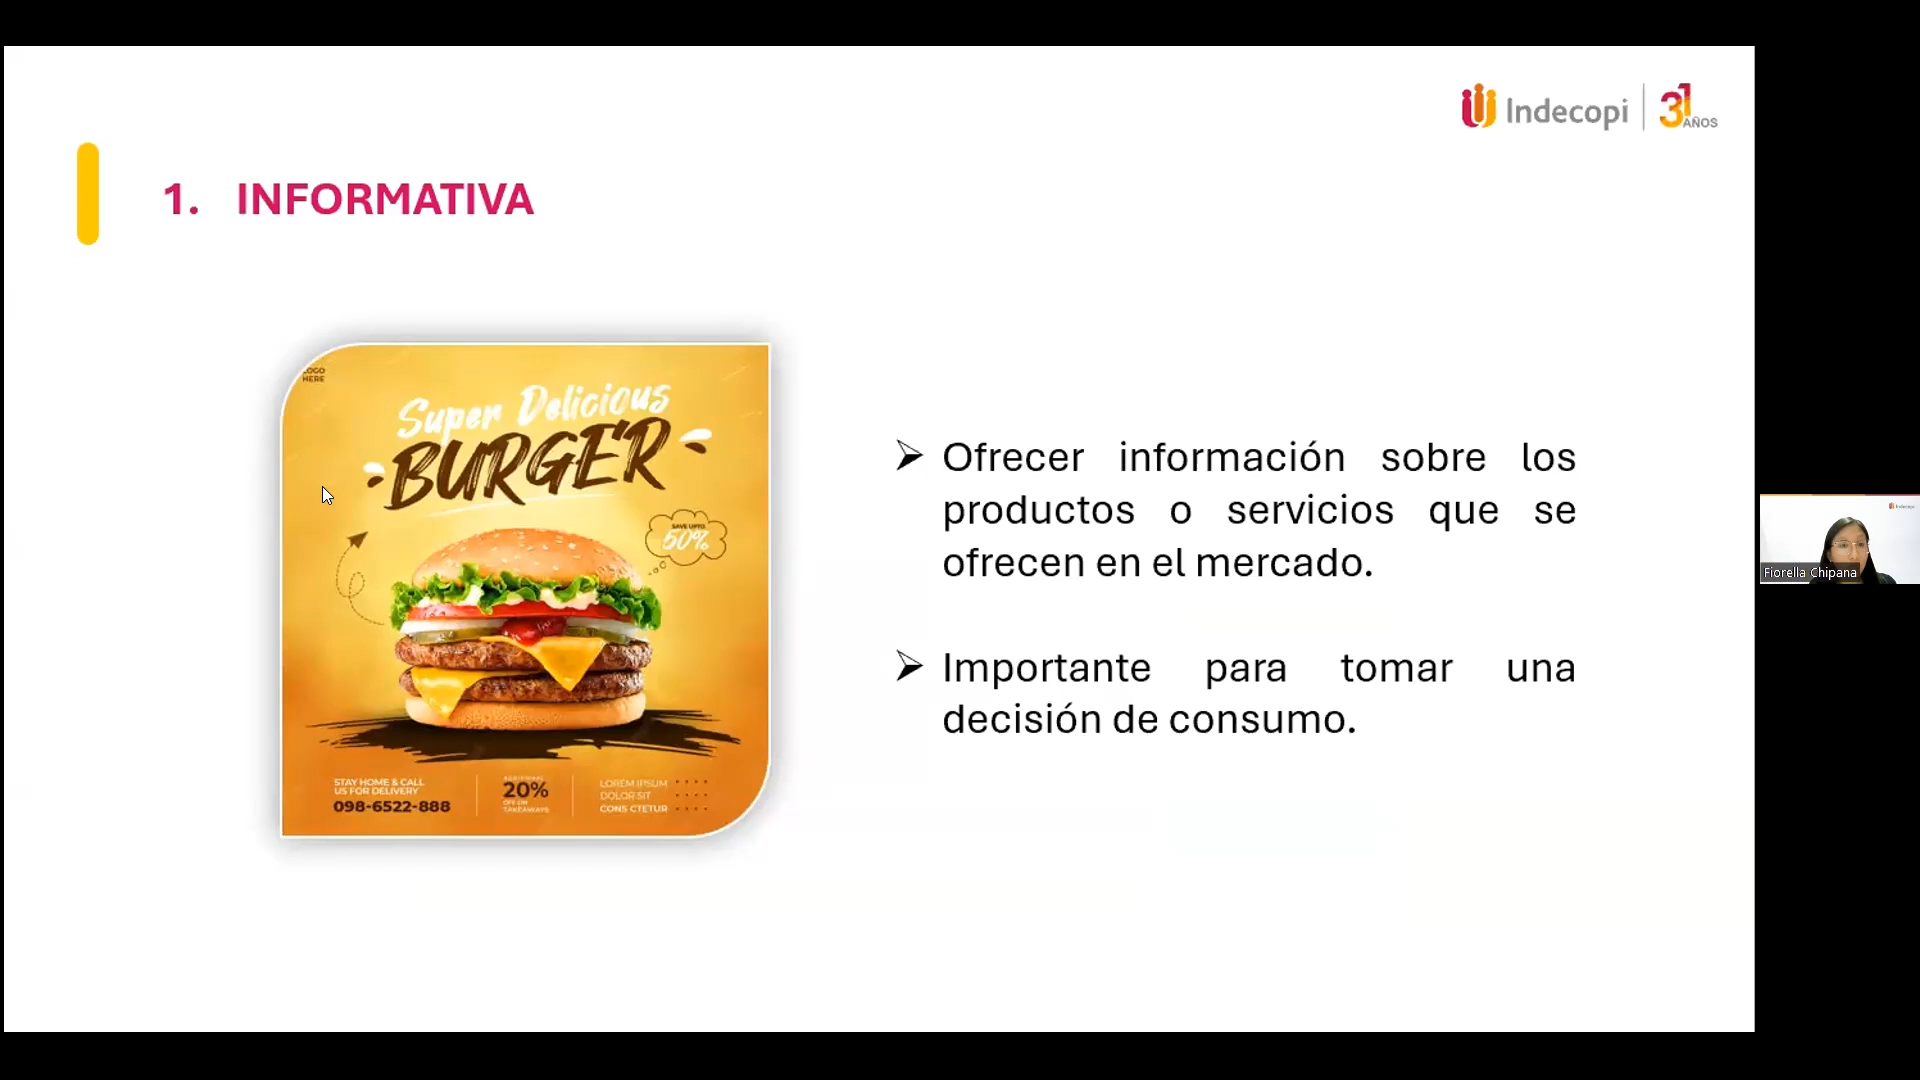 Indecopi
31
AÑOS
1. INFORMATIVA
LOGO
HERE
Super Delicious
BURGER
SAVE UPTO
50%
Ofrecer información sobre los
productos o servicios que se
ofrecen en el mercado.
Importante para tomar una
decisión de consumo.
STAY HOME & CALL
US FOR DELIVERY
098-6522-888
ADDITIONAL
20%
TAKEAWAYS
LOREM IPSUM
DOLOR SIT
CONS CTETUR
Indecopi
Fiorella Chipana